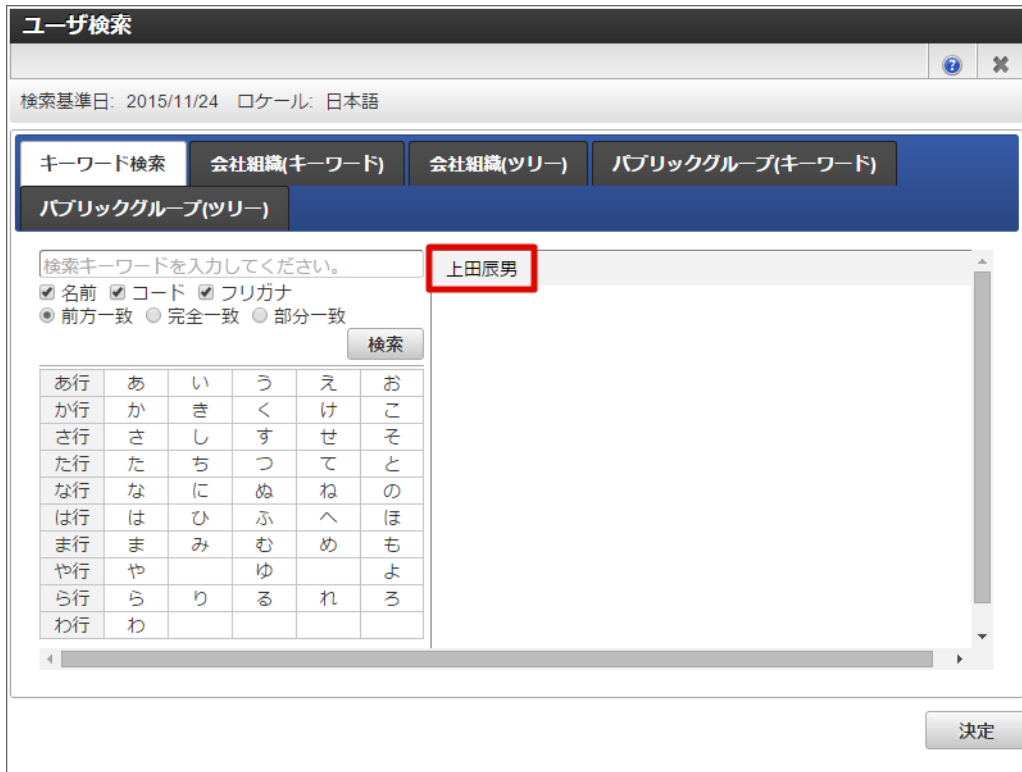 ユーザ検索
検索基準日: 2015/11/24 ロケール: 日本語
キーワード検索 会社組織(キーワード) 会社組織(ツリー) パブリックグループ(キーワード)
パブリックグループ(ツリー)
検索キーワードを入力してください。
上田辰男
名前 コード フリガナ
前方一致 完全一致 部分一致
検索
あ行 あ い う え お
か行 か き く け こ
さ行 さ し す せ そ
た行 た ち つ て と
な行 な に ぬ ね の
は行 は ひ ふ へ ほ
ま行 ま み む め も
や行 や ゆ よ
ら行 ら り る れ ろ
わ行 わ
決定